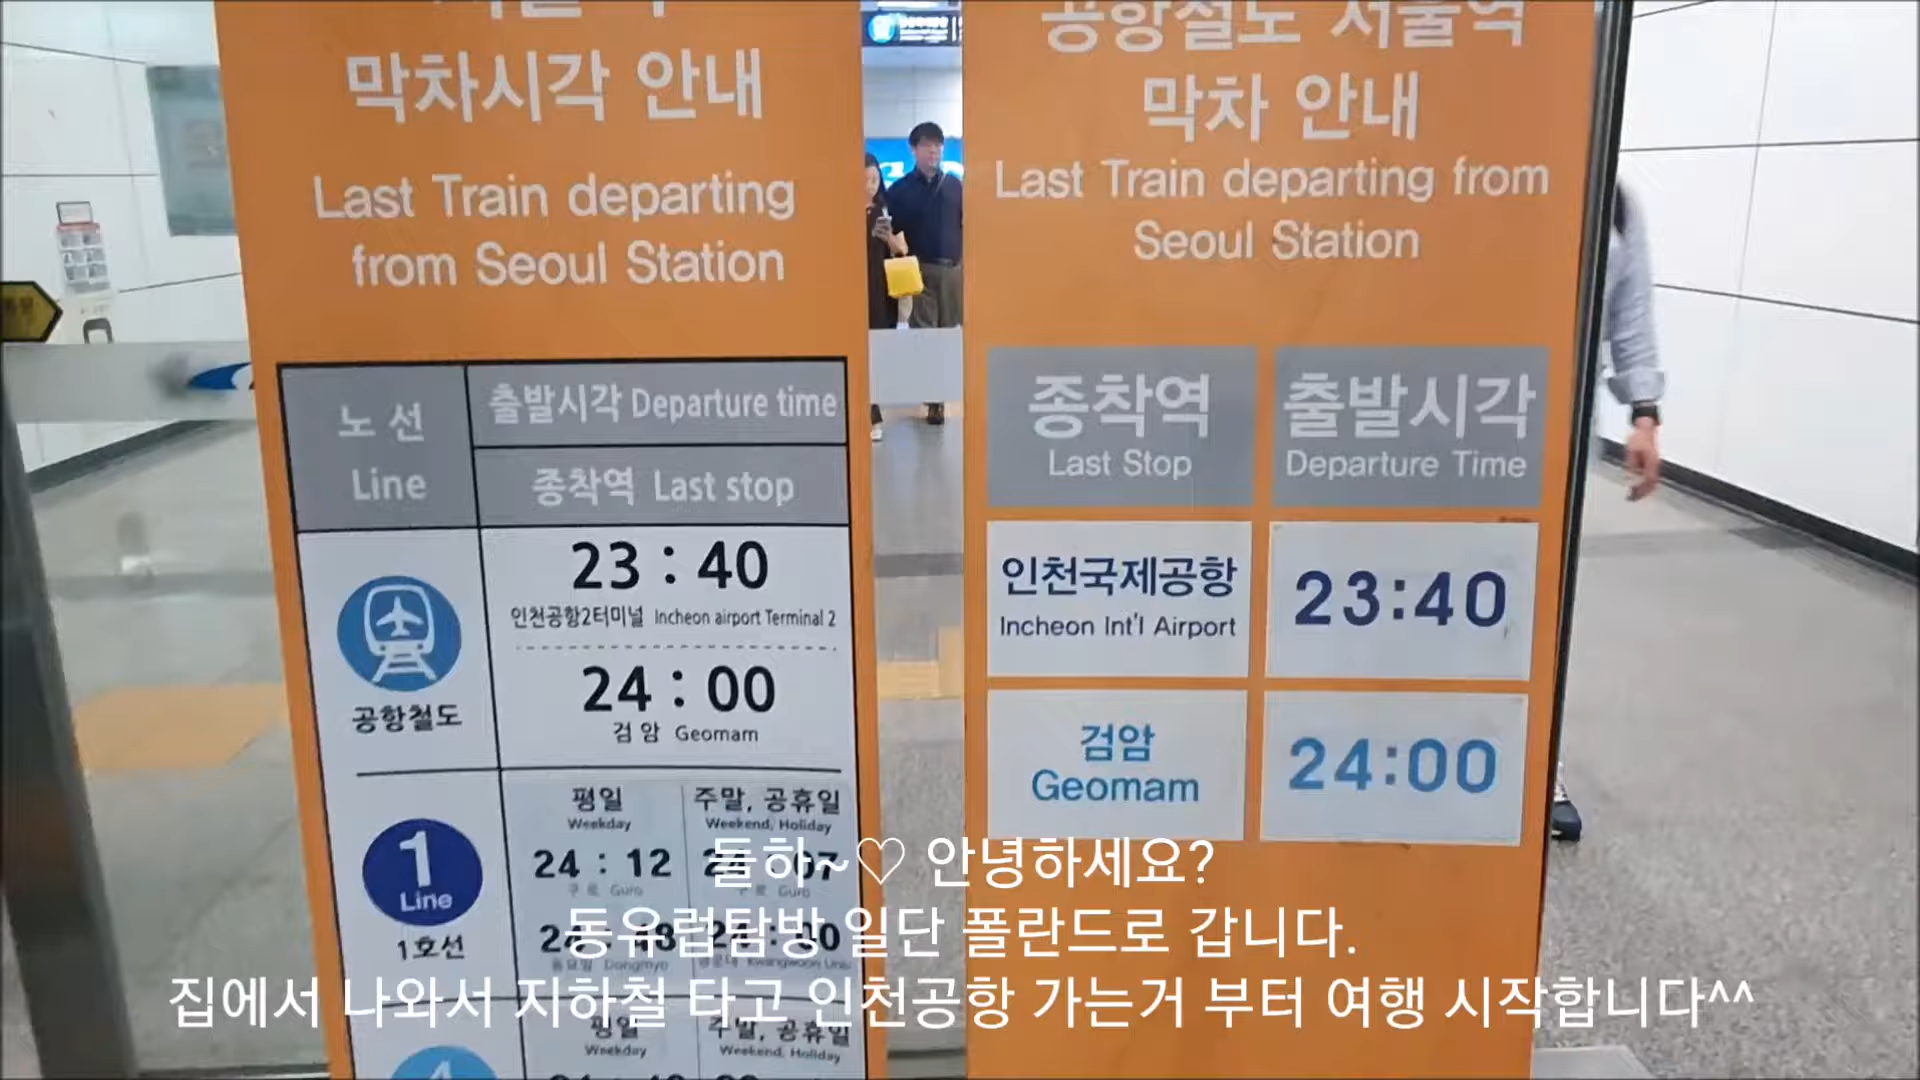 막차시각 안내
Last Train departing
from Seoul Station
노선
Line
출발시각 Departure time
종착역 Last stop
23 : 40
인천공항2터미널 Incheon airport Terminal 2
24 : 00
검암 Geomam
공항철도
1
Line
1호선
평일
Weekday
주말, 공휴일
Weekend, Holiday
24 : 12
구로 Guro
구로 Guro
Dongmyo
평일
Weekday
주말, 공휴일
Weekend, Holiday
공항철도 서울역
막차 안내
Last Train departing from
Seoul Station
종착역
Last Stop
출발시각
Departure Time
인천국제공항
Incheon Int'l Airport
23:40
검암
Geomam
24:00
돌하~♡ 안녕하세요?
동유럽탐방 일단 폴란드로 갑니다.
집에서 나와서 지하철 타고 인천공항 가는거 부터 여행 시작합니다^^